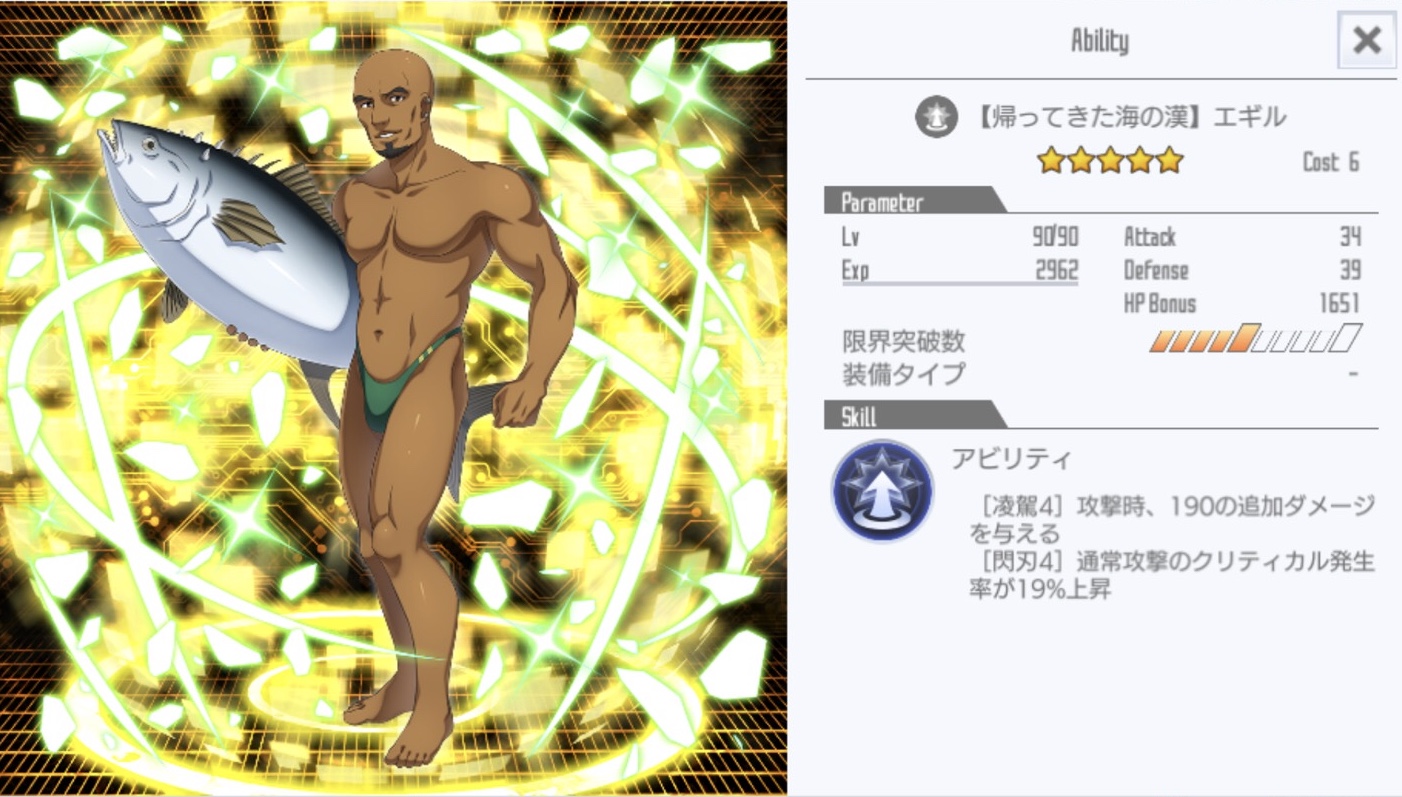 Ability
【帰ってきた海の漢】エギル
Cost 6
Parameter
Lv 90/90 Attack 34
Exp 2962 Defense 39
HP Bonus 1651
限界突破数
装備タイプ -
Skill
アビリティ
［凌駕4］攻撃時、190の追加ダメージ
を与える
［閃刃4］通常攻撃のクリティカル発生
率が19%上昇